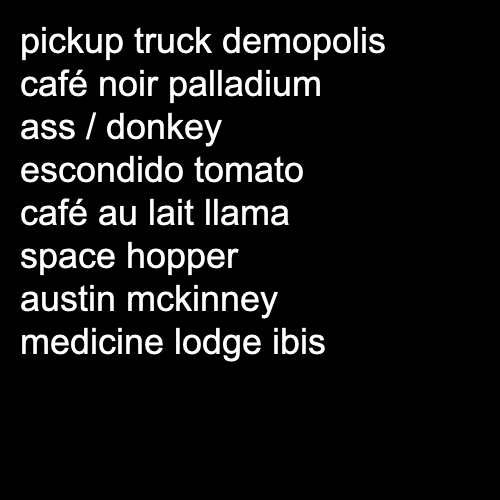 pickup truck demopolis
café noir palladium
ass / donkey
escondido tomato
café au lait llama
space hopper
austin mckinney
medicine lodge ibis